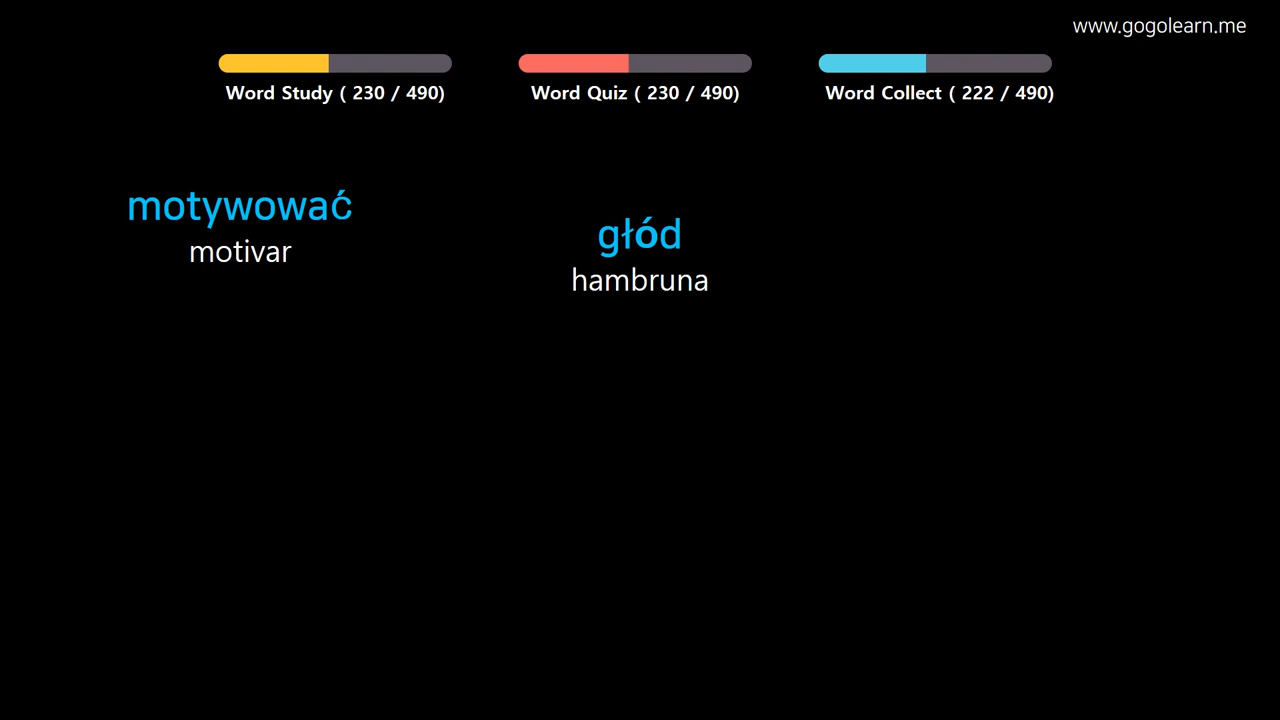 www.gogolearn.me
Word Study ( 230 / 490)
Word Quiz ( 230 / 490)
Word Collect ( 222 / 490)
motywować
motivar
głód
hambruna